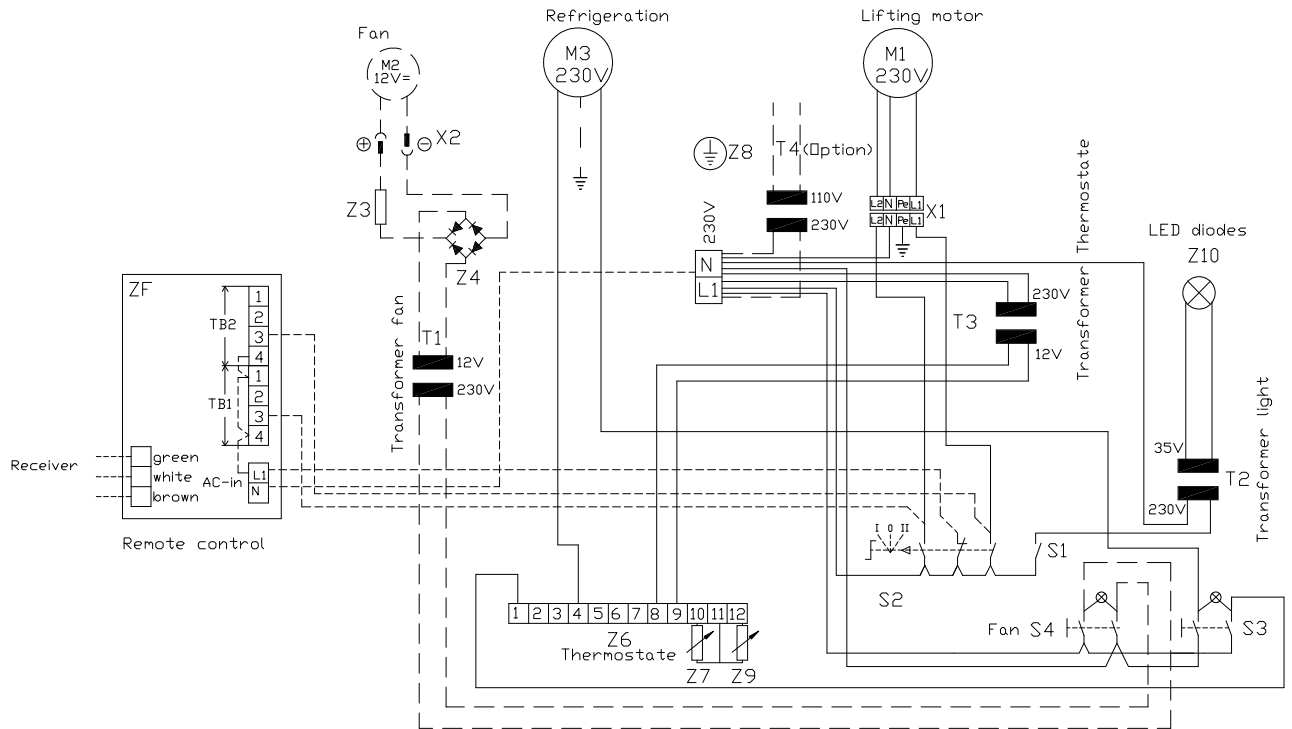 Refrigeration
Lifting motor
Fan
M2
12V=
M3
230V
M1
230V
X2
Z3
Z4
Z8
T4(Option)
110V
230V
230V
N
L1
L2 N Pe L1
L2 N Pe L1
X1
Transformer Thermostate
LED diodes
Z10
230V
T3
12V
ZF
TB2
1
2
3
4
TB1
1
2
3
4
Transformer fan
T1
12V
230V
Receiver
green
white
brown
AC-in
L1
N
Remote control
35V
T2
230V
Transformer light
I 0 II
S1
S2
1 2 3 4 5 6 7 8 9 10 11 12
Z6
Thermostate
Z7
Z9
Fan S4
S3